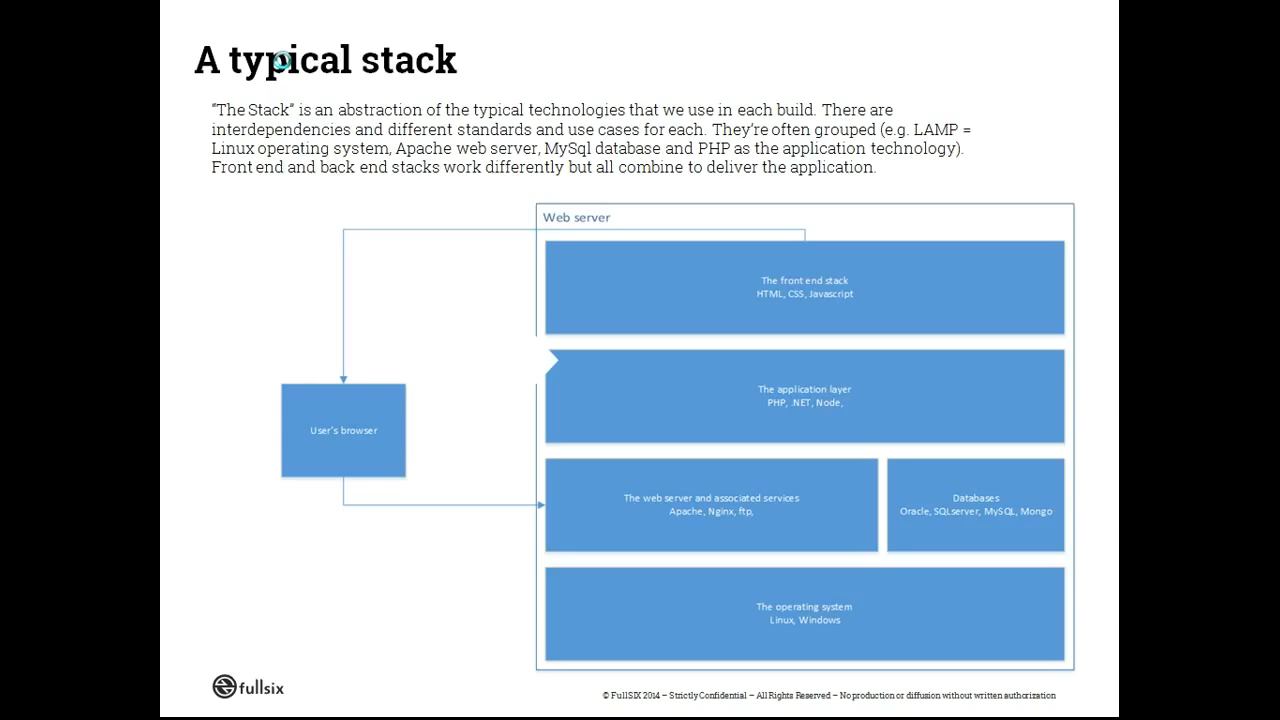 A typical stack
“The Stack” is an abstraction of the typical technologies that we use in each build. There are
interdependencies and different standards and use cases for each. They’re often grouped (e.g. LAMP =
Linux operating system, Apache web server, MySql database and PHP as the application technology).
Front end and back end stacks work differently but all combine to deliver the application.
Web server
The front end stack
HTML, CSS, Javascript
The application layer
PHP, .NET, Node,
User’s browser
The web server and associated services
Apache, Nginx, ftp,
Databases
Oracle, SQLserver, MySQL, Mongo
The operating system
Linux, Windows
fullsix
© FullSIX 2014 – Strictly Confidential – All Rights Reserved – No production or diffusion without written authorization